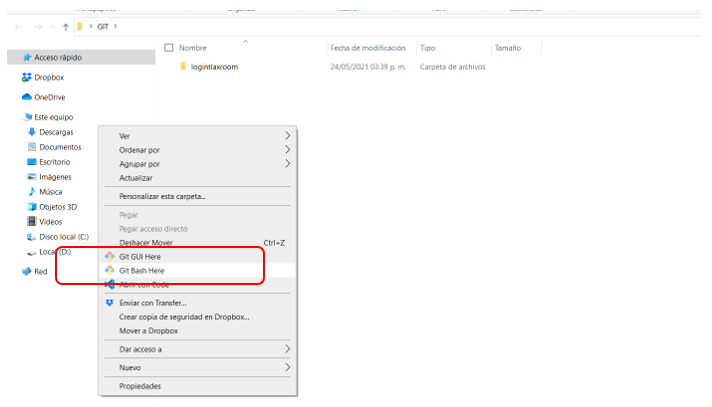 GIT
Nombre
Fecha de modificación
Tipo
Tamaño
logintlaxroom
24/05/2021 03:39 p. m.
Carpeta de archivos
Acceso rápido
Dropbox
OneDrive
Este equipo
Descargas
Documentos
Escritorio
Imágenes
Música
Objetos 3D
Videos
Disco local (C:)
Local (D:)
Red
Ver
Ordenar por
Agrupar por
Actualizar
Personalizar esta carpeta...
Pegar
Pegar acceso directo
Deshacer Mover Ctrl+Z
Git GUI Here
Git Bash Here
Abrir con Code
Enviar con Transfer...
Crear copia de seguridad en Dropbox...
Mover a Dropbox
Dar acceso a
Nuevo
Propiedades